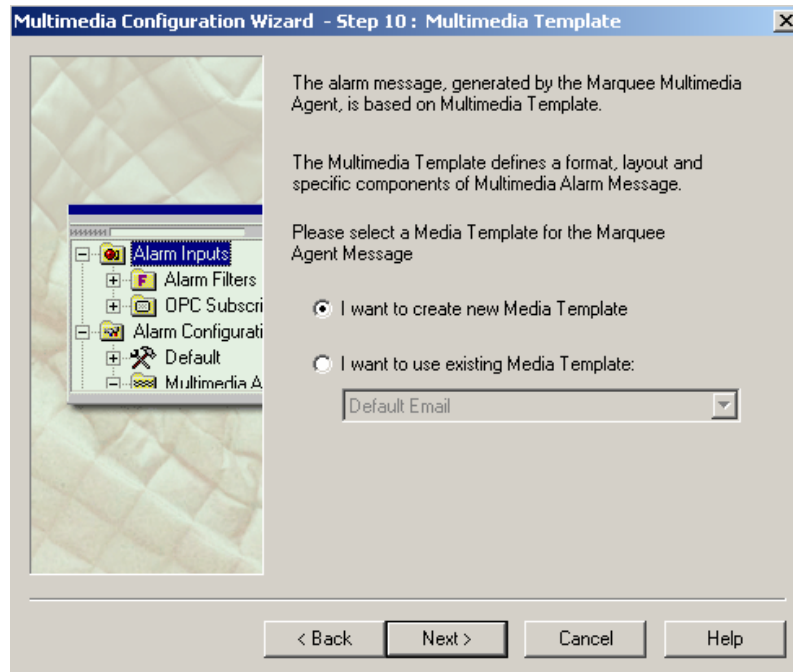 Multimedia Configuration Wizard - Step 10 : Multimedia Template
The alarm message, generated by the Marquee Multimedia
Agent, is based on Multimedia Template.
The Multimedia Template defines a format, layout and
specific components of Multimedia Alarm Message.
Please select a Media Template for the Marquee
Agent Message
Alarm Inputs
F Alarm Filters
OPC Subscri
Alarm Configurati
Default
Multimedia A
I want to create new Media Template
I want to use existing Media Template:
Default Email
< Back Next > Cancel Help